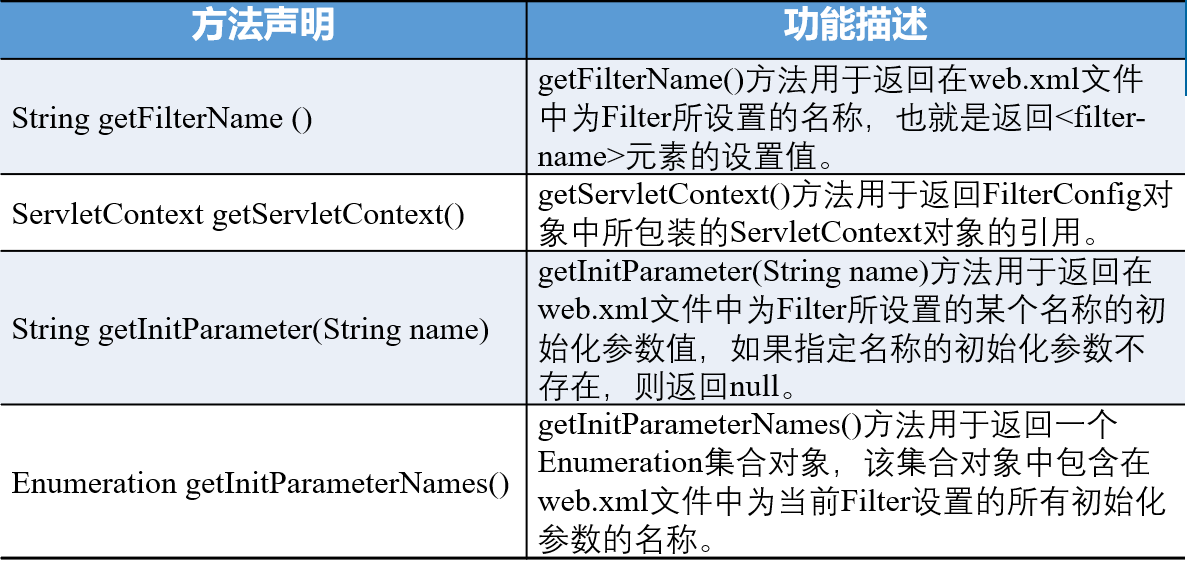 方法声明
功能描述
String getFilterName ()
getFilterName()方法用于返回在web.xml文件
中为Filter所设置的名称，也就是返回<filter-
name>元素的设置值。
ServletContext getServletContext()
getServletContext()方法用于返回FilterConfig对
象中所包装的ServletContext对象的引用。
String getInitParameter(String name)
getInitParameter(String name)方法用于返回在
web.xml文件中为Filter所设置的某个名称的初
始化参数值，如果指定名称的初始化参数不
存在，则返回null。
Enumeration getInitParameterNames()
getInitParameterNames()方法用于返回一个
Enumeration集合对象，该集合对象中包含在
web.xml文件中为当前Filter设置的所有初始化
参数的名称。